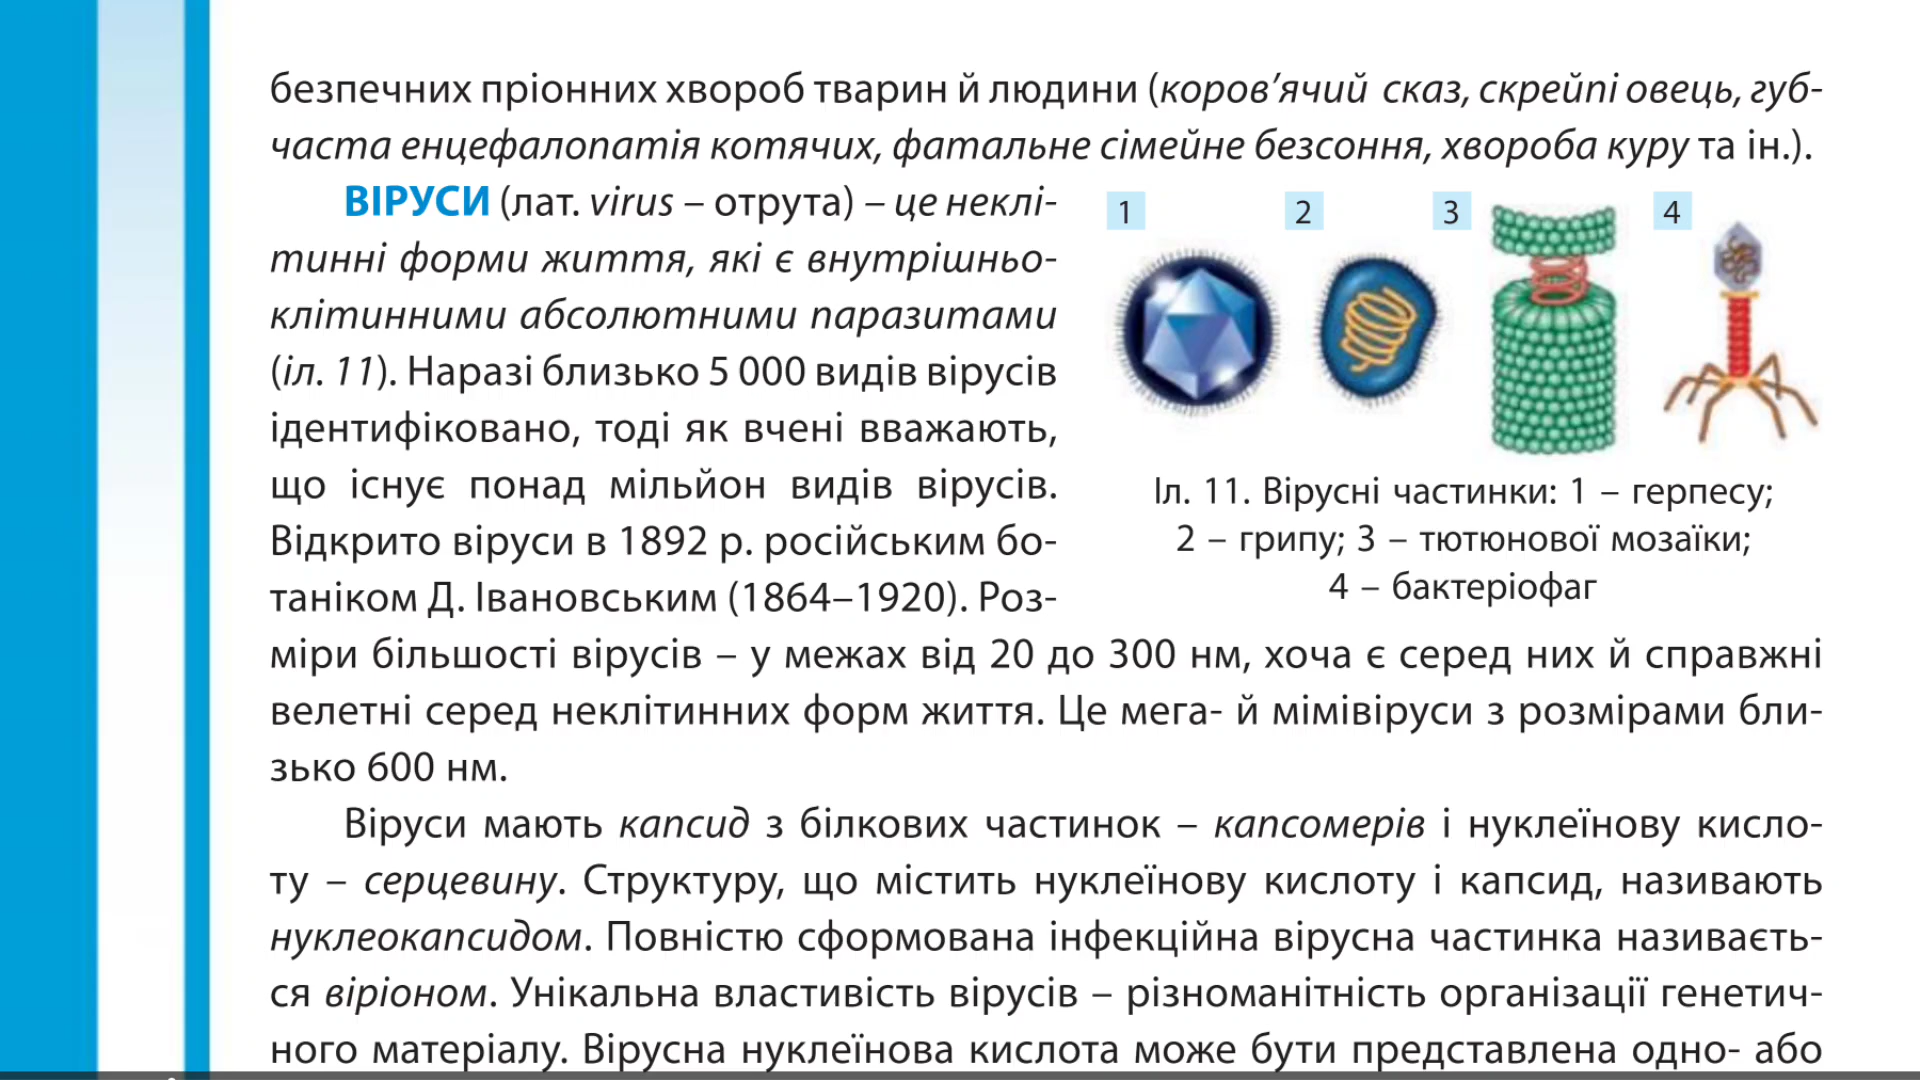 безпечних пріонних хвороб тварин й людини (коров’ячий сказ, скрейпі овець, губ-
часта енцефалопатія котячих, фатальне сімейне безсоння, хвороба куру та ін.).
ВІРУСИ (лат. virus – отрута) – це неклі-
тинні форми життя, які є внутрішньо-
клітинними абсолютними паразитами
(іл. 11). Наразі близько 5 000 видів вірусів
ідентифіковано, тоді як вчені вважають,
що існує понад мільйон видів вірусів.
Відкрито віруси в 1892 р. російським бо-
таніком Д. Івановським (1864–1920). Роз-
1 2 3 4
Іл. 11. Вірусні частинки: 1 – герпесу;
2 – грипу; 3 – тютюнової мозаїки;
4 – бактеріофаг
міри більшості вірусів – у межах від 20 до 300 нм, хоча є серед них й справжні
велетні серед неклітинних форм життя. Це мега- й мімівіруси з розмірами бли-
зько 600 нм.
Віруси мають капсид з білкових частинок – капсомерів і нуклеїнову кисло-
ту – серцевину. Структуру, що містить нуклеїнову кислоту і капсид, називають
нуклеокапсидом. Повністю сформована інфекційна вірусна частинка називаєть-
ся віріоном. Унікальна властивість вірусів – різноманітність організації генетич-
ного матеріалу. Вірусна нуклеїнова кислота може бути представлена одно- або